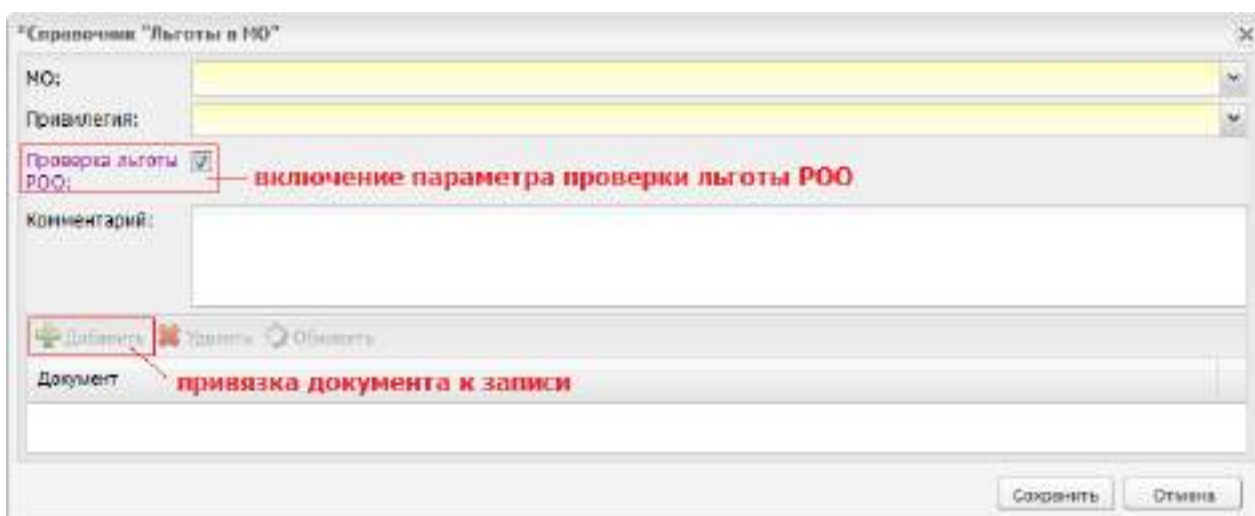 *Справочник "Льготы в МО"
МО:
Привилегия:
Проверка льготы
РОО:
включение параметра проверки льготы РОО
Комментарий:
Добавить Удалить Обновить
Документ
привязка документа к записи
Сохранить Отмена